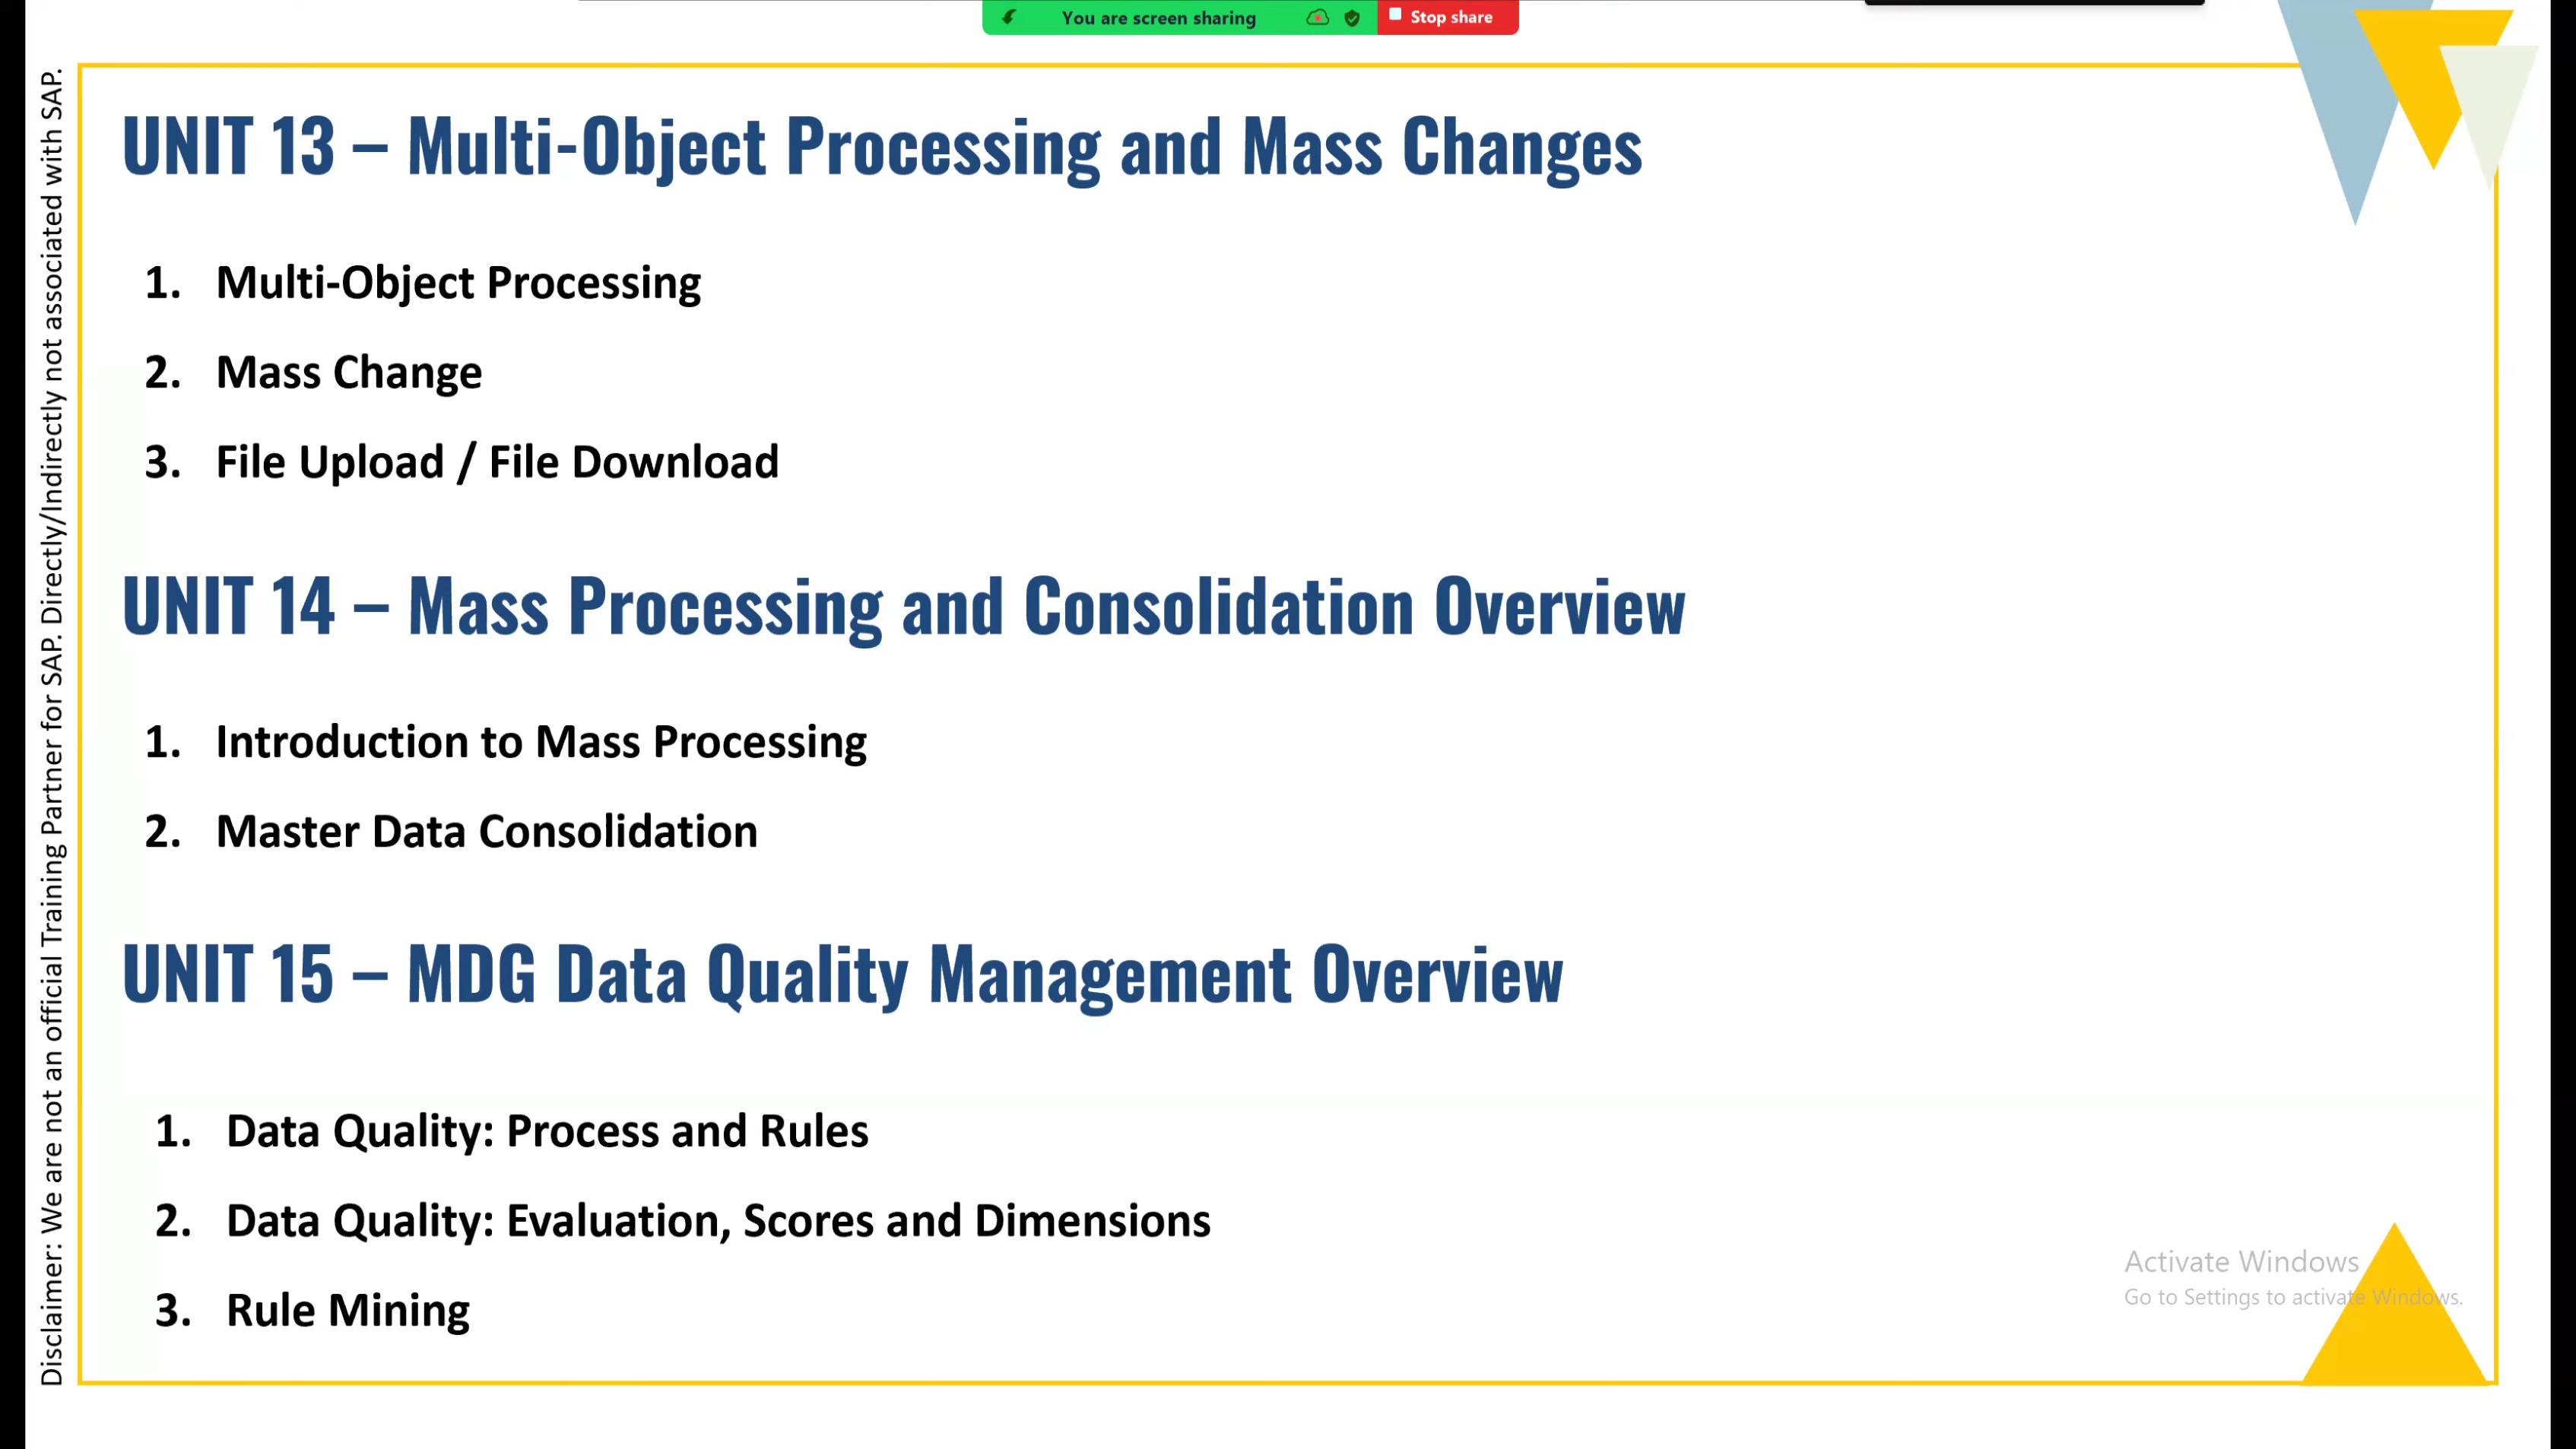 You are screen sharing
Stop share
UNIT 13 – Multi-Object Processing and Mass Changes
1. Multi-Object Processing
2. Mass Change
3. File Upload / File Download
UNIT 14 – Mass Processing and Consolidation Overview
1. Introduction to Mass Processing
2. Master Data Consolidation
UNIT 15 – MDG Data Quality Management Overview
1. Data Quality: Process and Rules
2. Data Quality: Evaluation, Scores and Dimensions
3. Rule Mining
Activate Windows
Go to Settings to activate Windows.
Disclaimer: We are not an official Training Partner for SAP. Directly/Indirectly not associated with SAP.